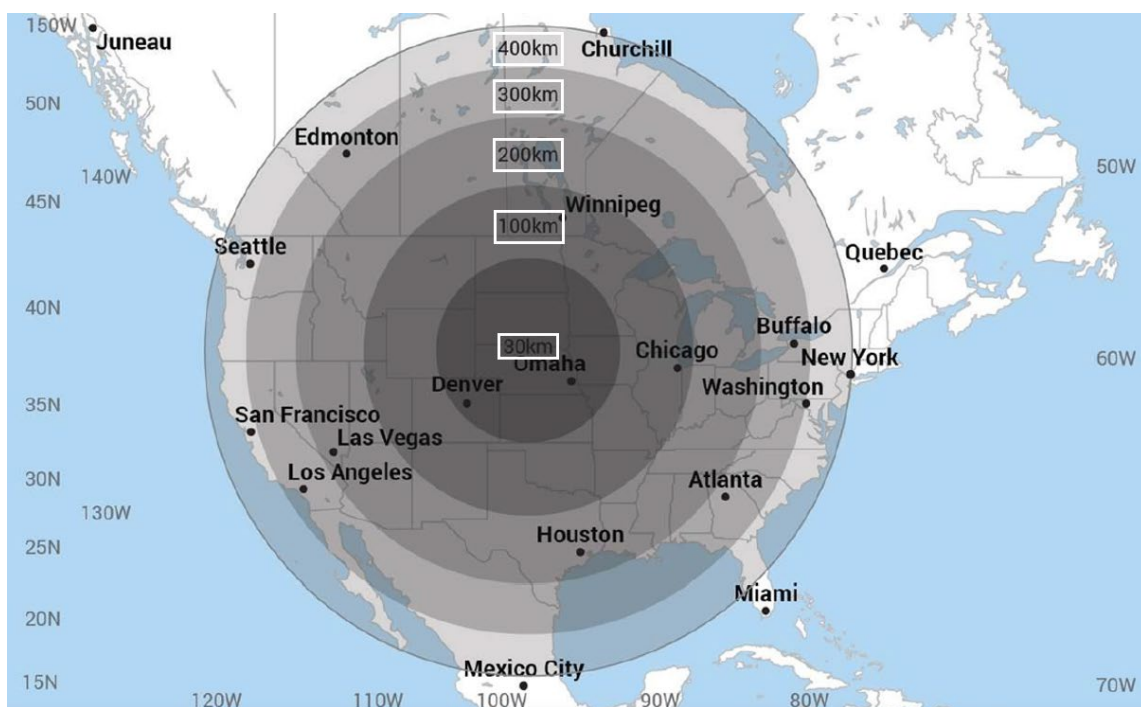 150W
Juneau
400km
Churchill
300km
50N
Edmonton
200km
50W
140W
45N
Winnipeg
100km
Seattle
Quebec
40N
Buffalo
30km
Omaha
Chicago
New York
60W
Denver
Washington
35N
San Francisco
Las Vegas
Los Angeles
30N
Atlanta
130W
Houston
25N
Miami
20N
Mexico City
15N
120W
110W
100W
90W
80W
70W